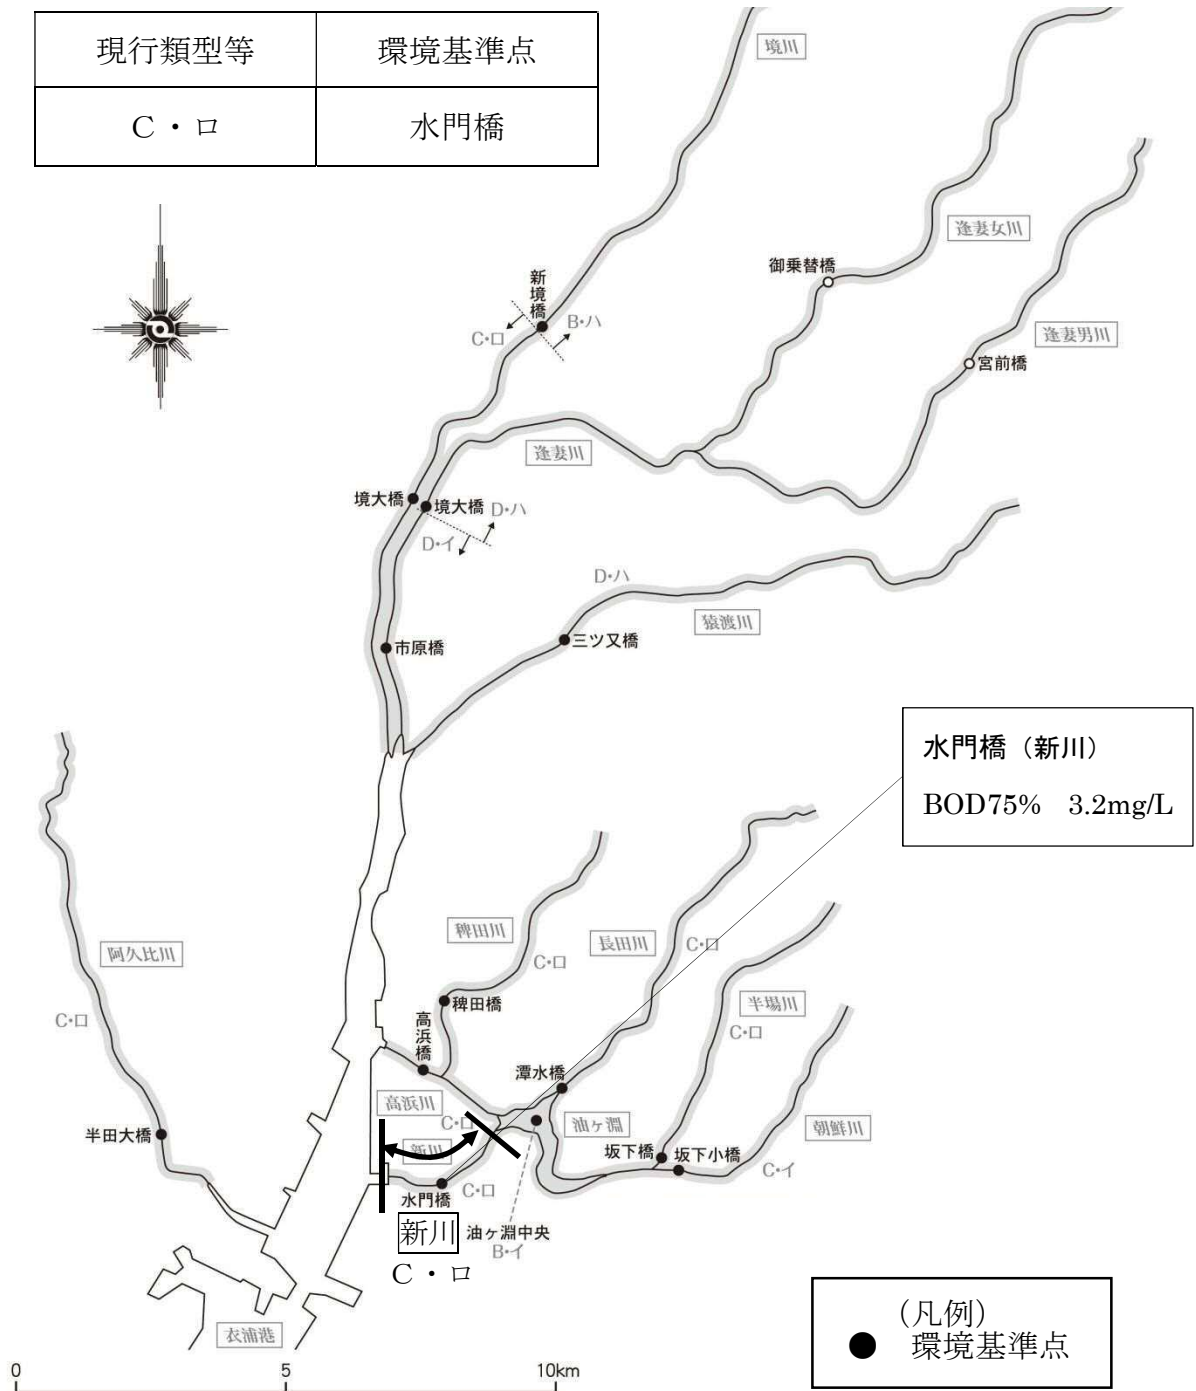 現行類型等 環境基準点
C・ロ 水門橋
境川
逢妻女川
御乗替橋
新境橋
B・ハ
C・ロ
逢妻男川
宮前橋
逢妻川
境大橋
境大橋
D・ハ
D・イ
D・ハ
猿渡川
三ツ又橋
市原橋
水門橋（新川）
BOD75% 3.2mg/L
阿久比川
稗田川
長田川
C・ロ
C・ロ
半場川
稗田橋
C・ロ
高浜橋
C・ロ
潭水橋
高浜川
C・ロ
油ヶ淵
朝鮮川
半田大橋
新川
坂下橋
坂下小橋
C・イ
水門橋
C・ロ
新川
油ヶ淵中央
B・イ
C・ロ
衣浦港
（凡例）
● 環境基準点
0 5 10km